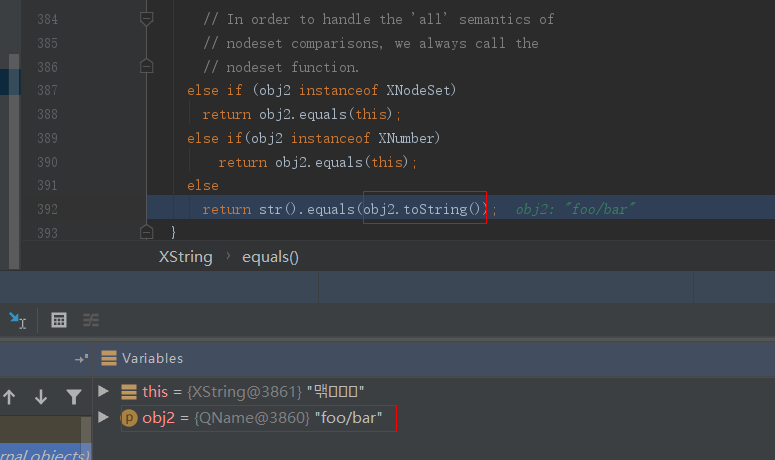 384 // In order to handle the 'all' semantics of
385 // nodeset comparisons, we always call the
386 // nodeset function.
387 else if (obj2 instanceof XNodeSet)
388 return obj2.equals(this);
389 else if(obj2 instanceof XNumber)
390 return obj2.equals(this);
391 else
392 return str().equals(obj2.toString()); obj2: "foo/bar"
393 }
XString › equals()
Variables
this = {XString@3861} "맦▯▯▯"
obj2 = {QName@3860} "foo/bar"
rnal objects)